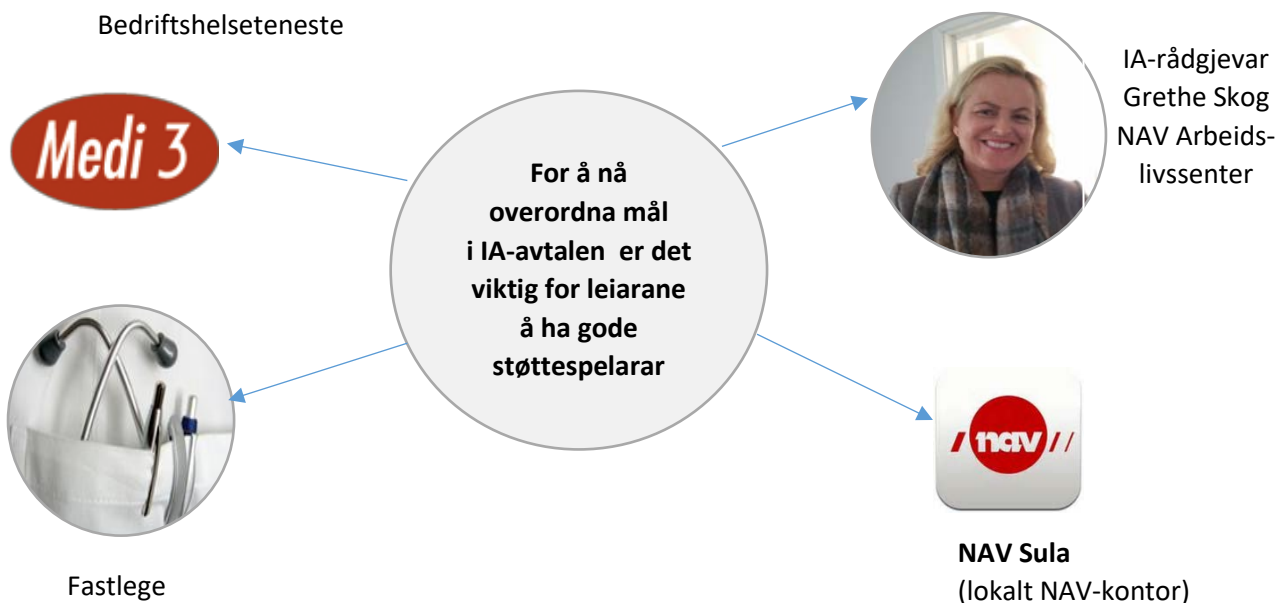 Bedriftshelseteneste
Medi 3
IA-rådgjevar
Grethe Skog
NAV Arbeids-
livssenter
For å nå
overordna mål
i IA-avtalen er det
viktig for leiarane
å ha gode
støttespelarar
Fastlege
nav
NAV Sula
(lokalt NAV-kontor)